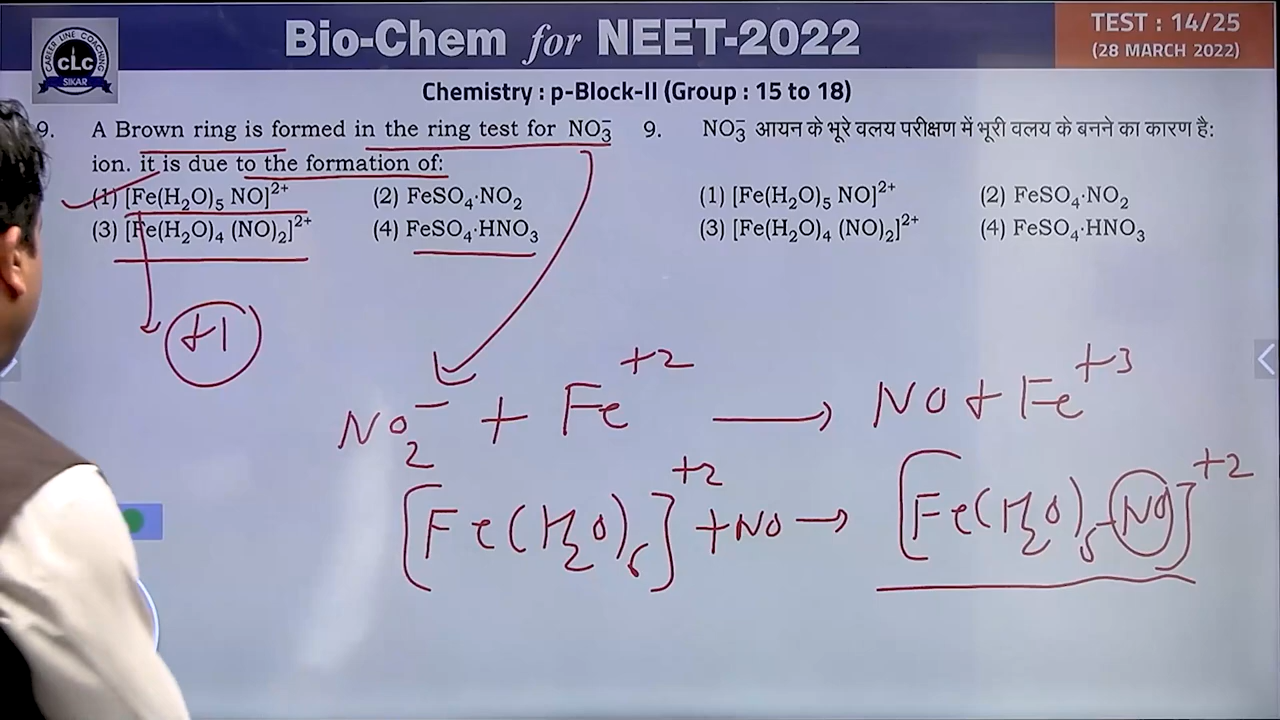 Bio-Chem for NEET-2022
TEST : 14/25
(28 MARCH 2022)
CAREER LINE COACHING
CLC
SIKAR
Chemistry : p-Block-II (Group : 15 to 18)
9. A Brown ring is formed in the ring test for NO₃⁻
ion. it is due to the formation of:
(1) [Fe(H₂O)₅ NO]²⁺ (2) FeSO₄·NO₂
(3) [Fe(H₂O)₄ (NO)₂]²⁺ (4) FeSO₄·HNO₃
9. NO₃⁻ आयन के भूरे वलय परीक्षण में भूरी वलय के बनने का कारण है:
(1) [Fe(H₂O)₅ NO]²⁺ (2) FeSO₄·NO₂
(3) [Fe(H₂O)₄ (NO)₂]²⁺ (4) FeSO₄·HNO₃
+1
NO₂⁻ + Fe⁺² → NO + Fe⁺³
[Fe(H₂O)₆]⁺² + NO → [Fe(H₂O)₅NO]⁺²